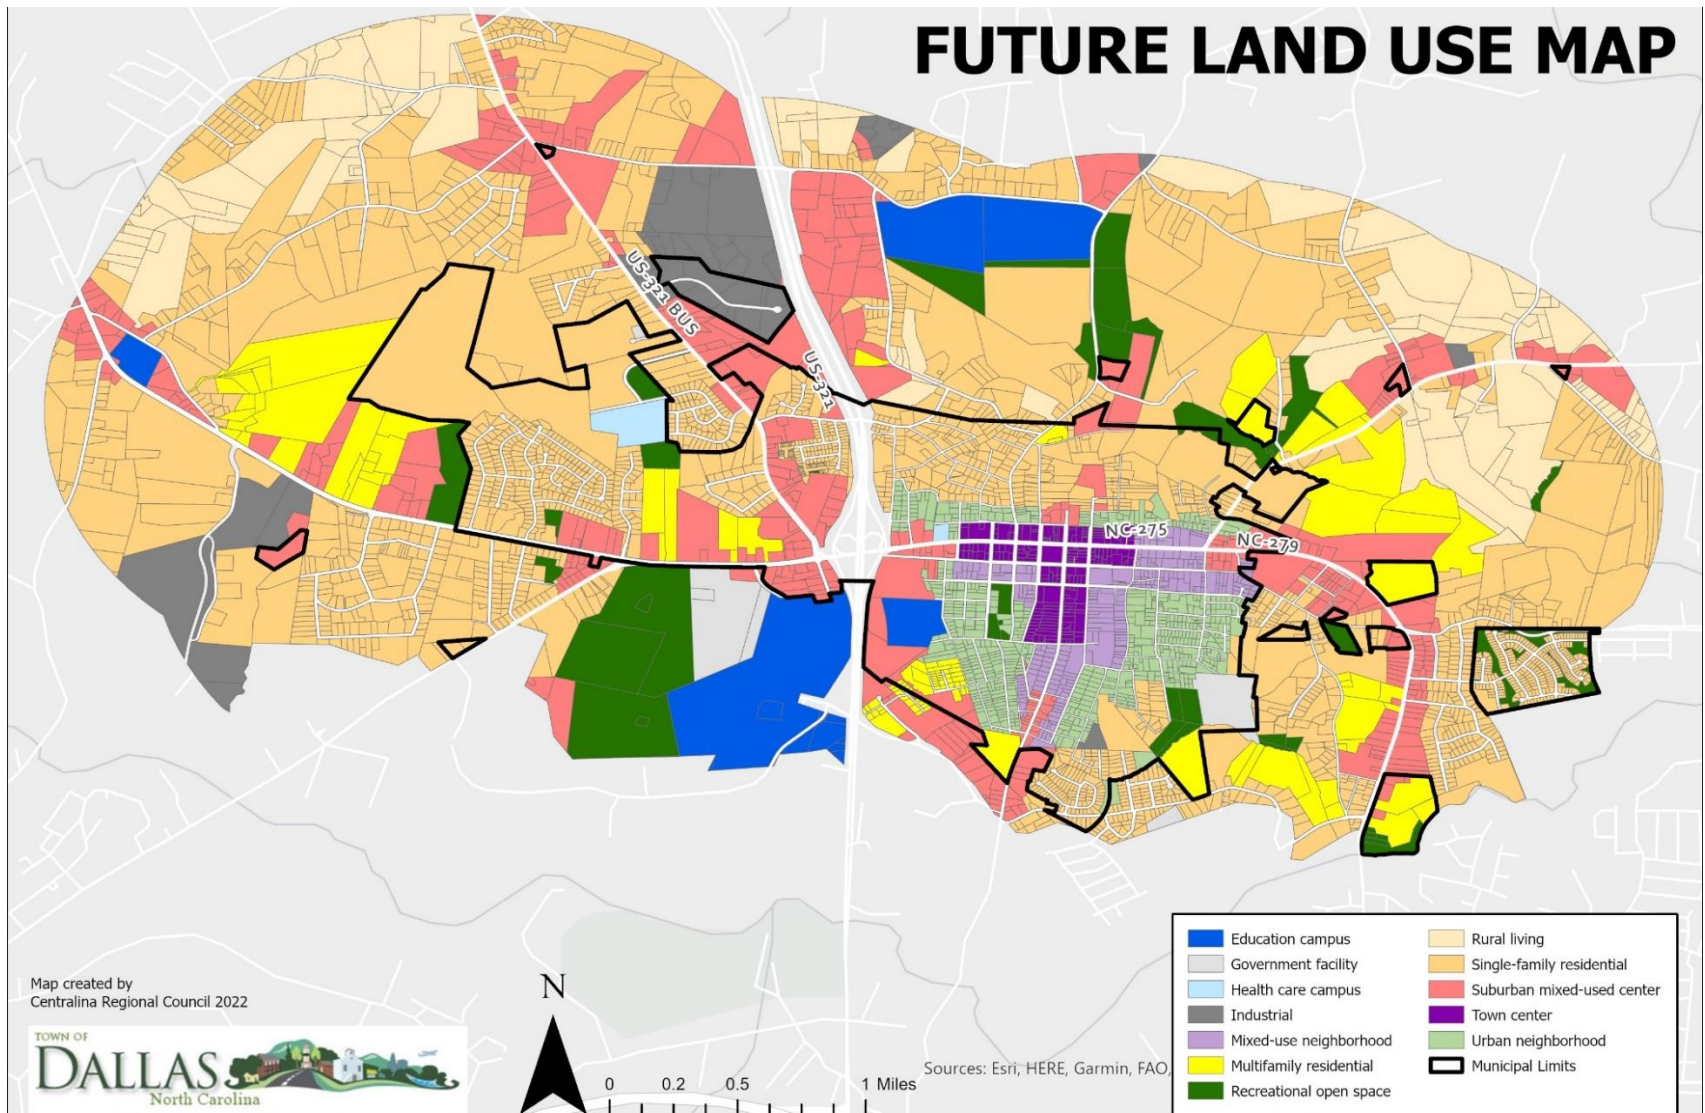 FUTURE LAND USE MAP
US-321 BUS
US-321
NC-275
NC-279
Education campus
Government facility
Health care campus
Industrial
Mixed-use neighborhood
Multifamily residential
Recreational open space
Rural living
Single-family residential
Suburban mixed-used center
Town center
Urban neighborhood
Municipal Limits
Map created by
Centralina Regional Council 2022
TOWN OF
DALLAS
North Carolina
N
0 0.2 0.5 1 Miles
Sources: Esri, HERE, Garmin, FAO,